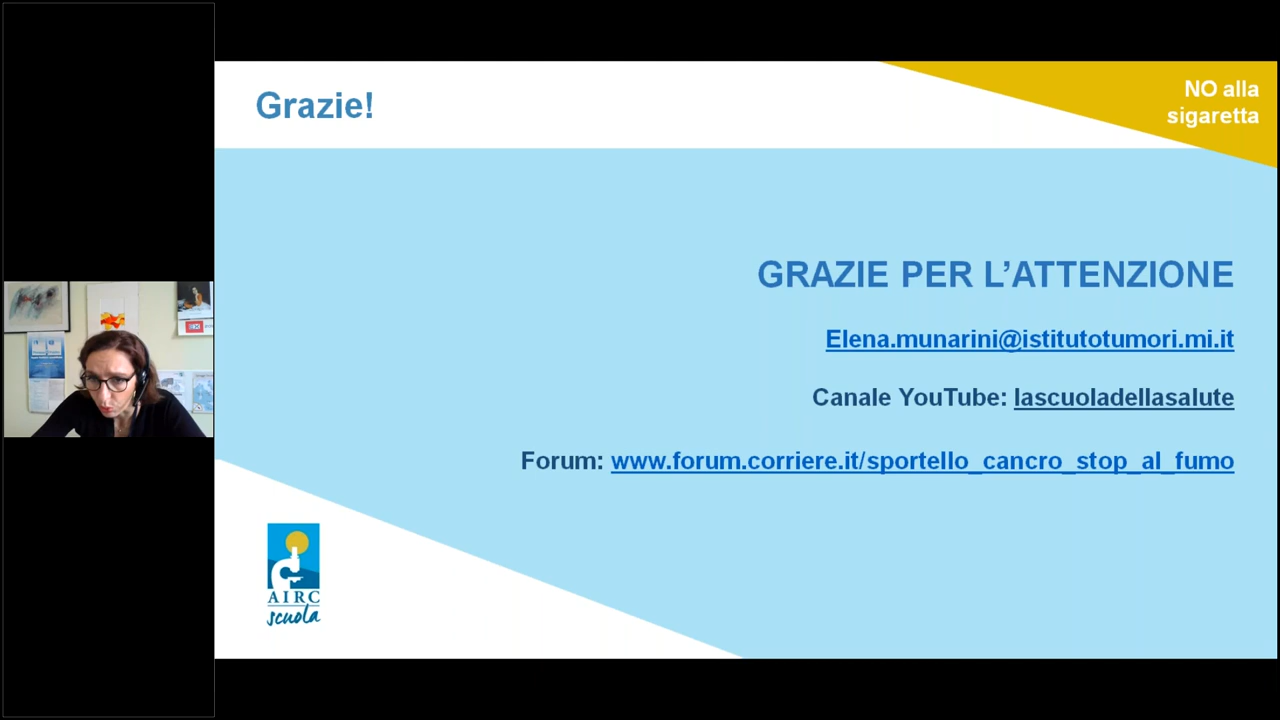 Grazie!
NO alla
sigaretta
GRAZIE PER L’ATTENZIONE
Elena.munarini@istitutotumori.mi.it
Canale YouTube: lascuoladellasalute
Forum: www.forum.corriere.it/sportello_cancro_stop_al_fumo
AIRC
scuola